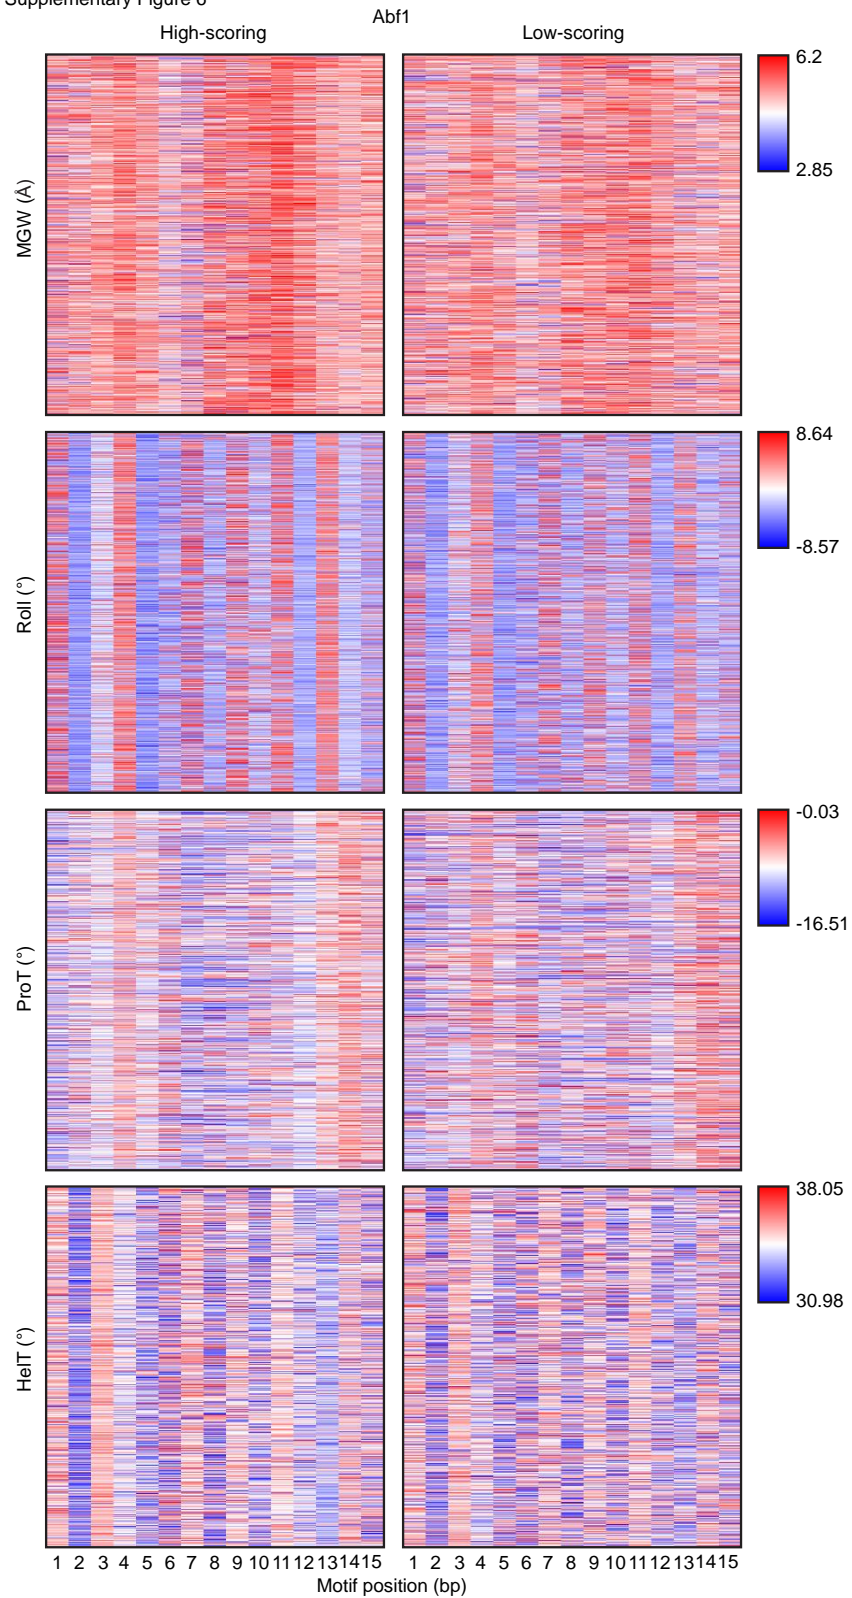 Supplementary Figure 6
Abf1
High-scoring
Low-scoring
MGW (Å)
6.2
2.85
Roll (°)
8.64
-8.57
ProT (°)
-0.03
-16.51
HelT (°)
38.05
30.98
1 2 3 4 5 6 7 8 9 10 11 12 13 14 15
1 2 3 4 5 6 7 8 9 10 11 12 13 14 15
Motif position (bp)